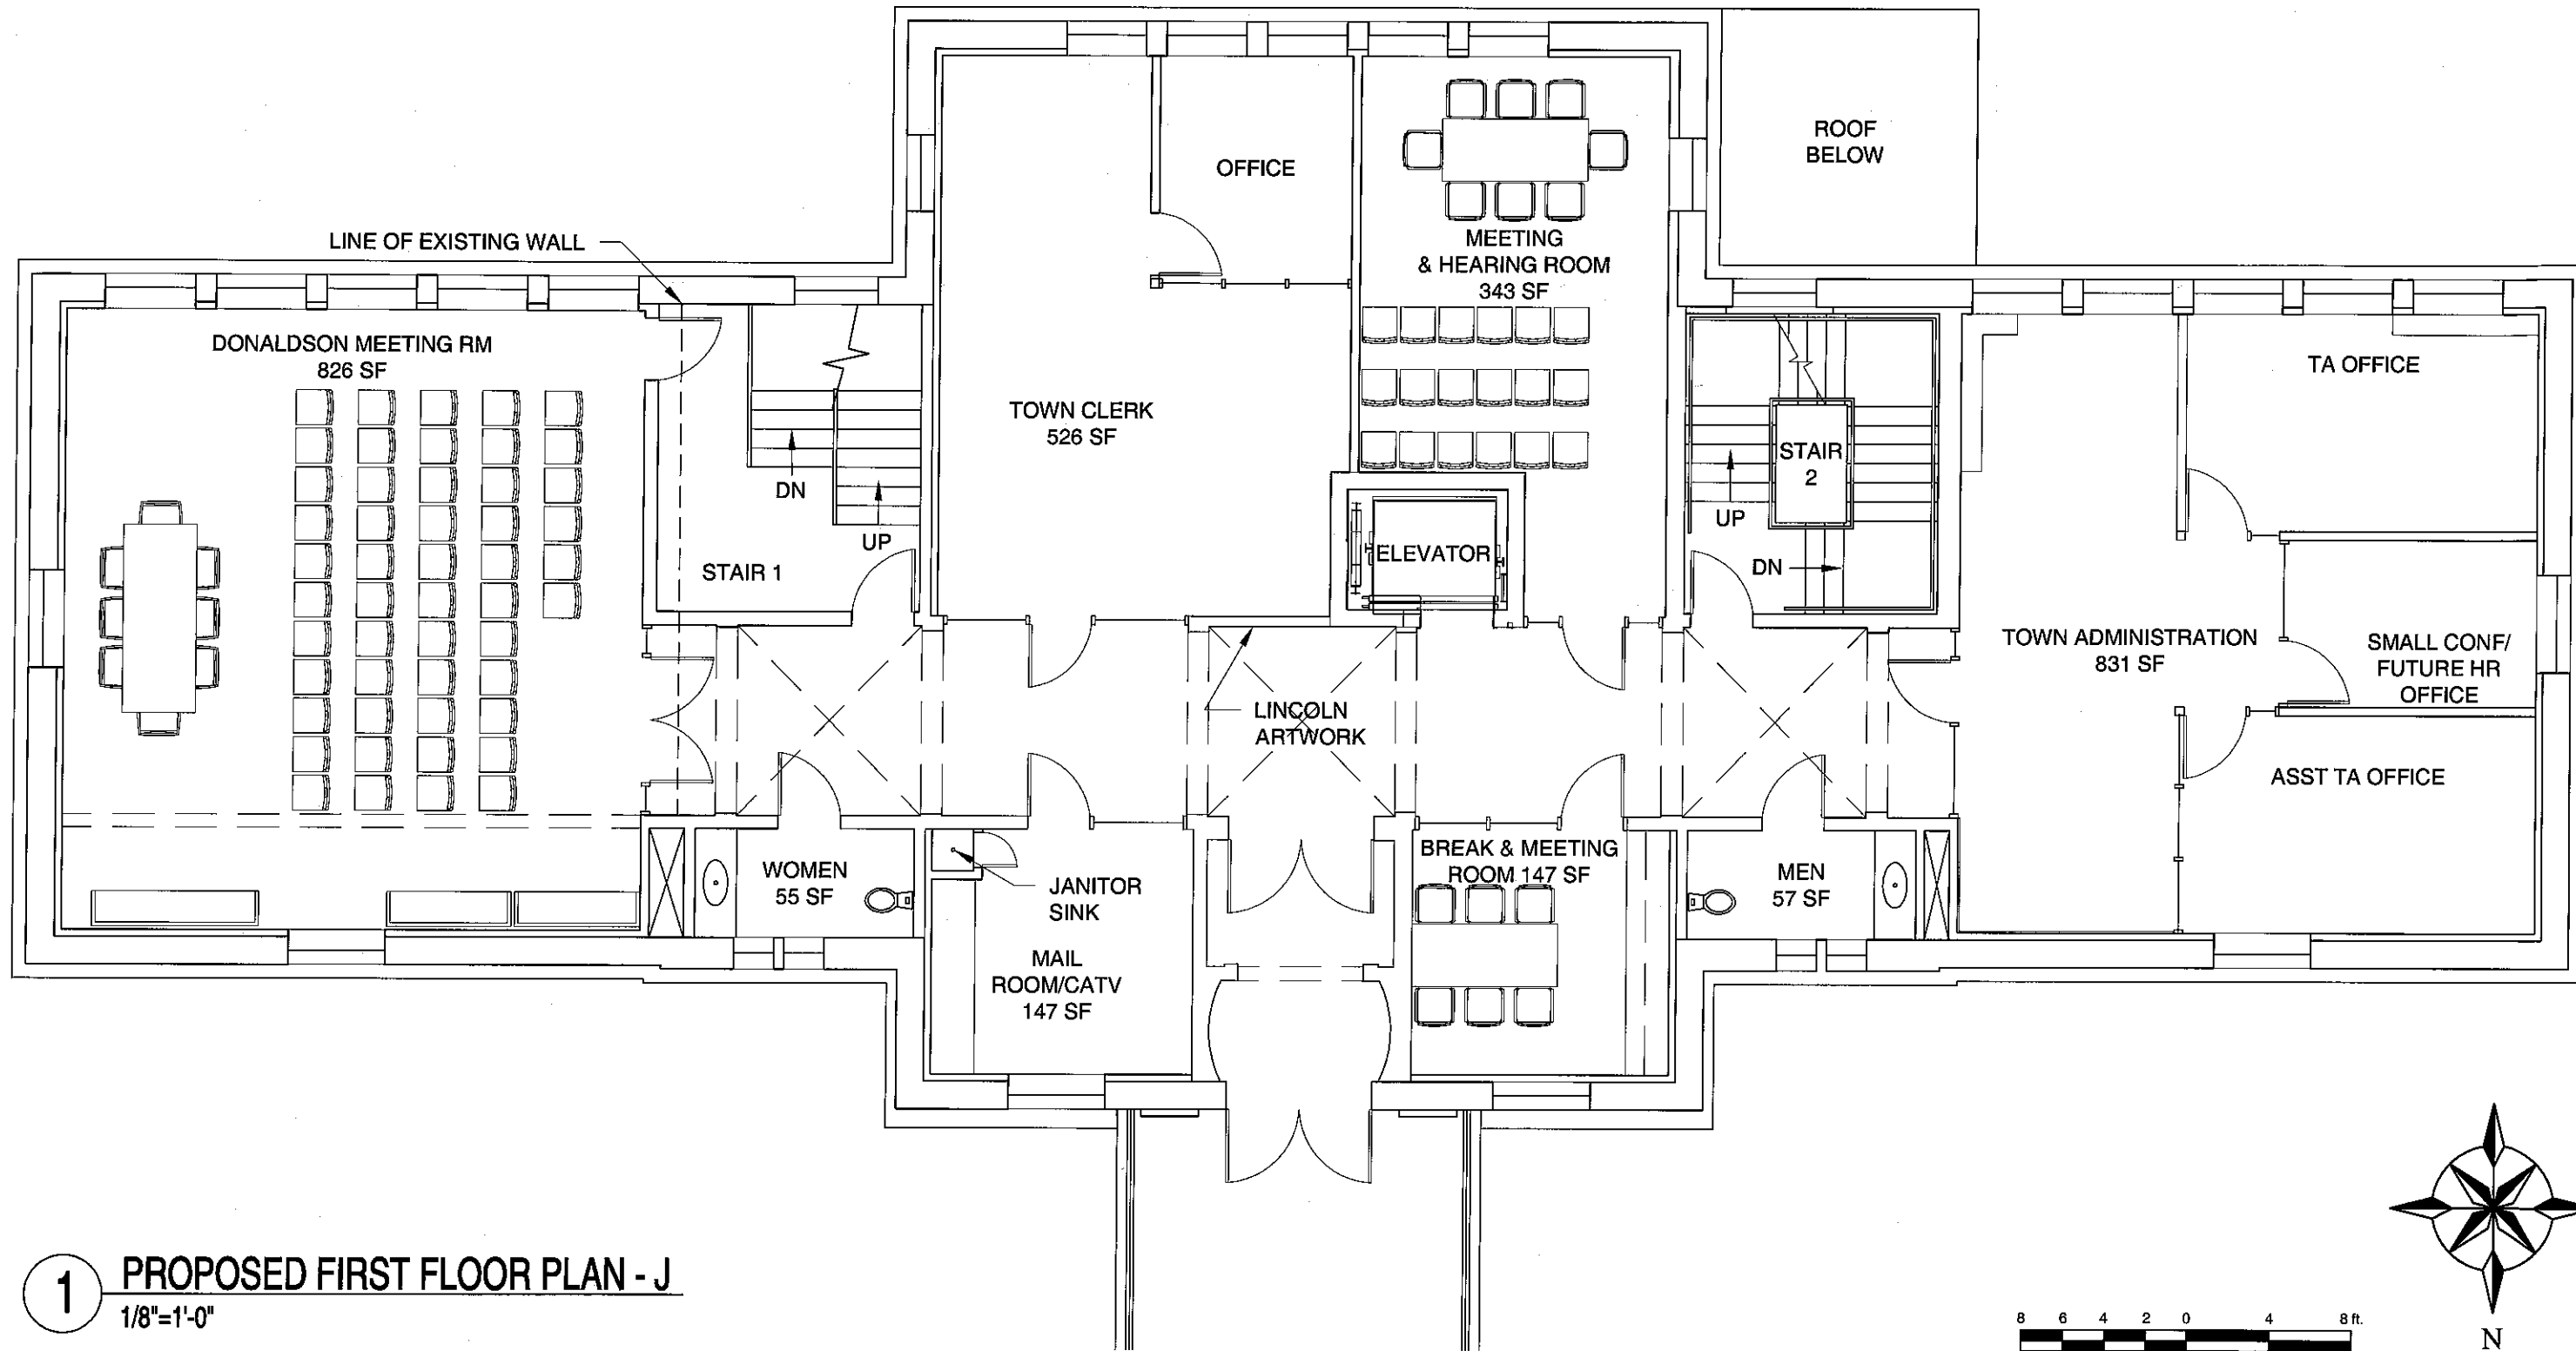 ROOF
BELOW
OFFICE
LINE OF EXISTING WALL
MEETING
& HEARING ROOM
343 SF
DONALDSON MEETING RM
826 SF
TA OFFICE
TOWN CLERK
526 SF
STAIR
2
DN
UP
UP
ELEVATOR
DN
STAIR 1
TOWN ADMINISTRATION
831 SF
SMALL CONF/
FUTURE HR
OFFICE
LINCOLN
ARTWORK
ASST TA OFFICE
WOMEN
55 SF
JANITOR
SINK
BREAK & MEETING
ROOM 147 SF
MEN
57 SF
MAIL
ROOM/CATV
147 SF
1
PROPOSED FIRST FLOOR PLAN - J
1/8"=1'-0"
8 6 4 2 0 4 8 ft.
N